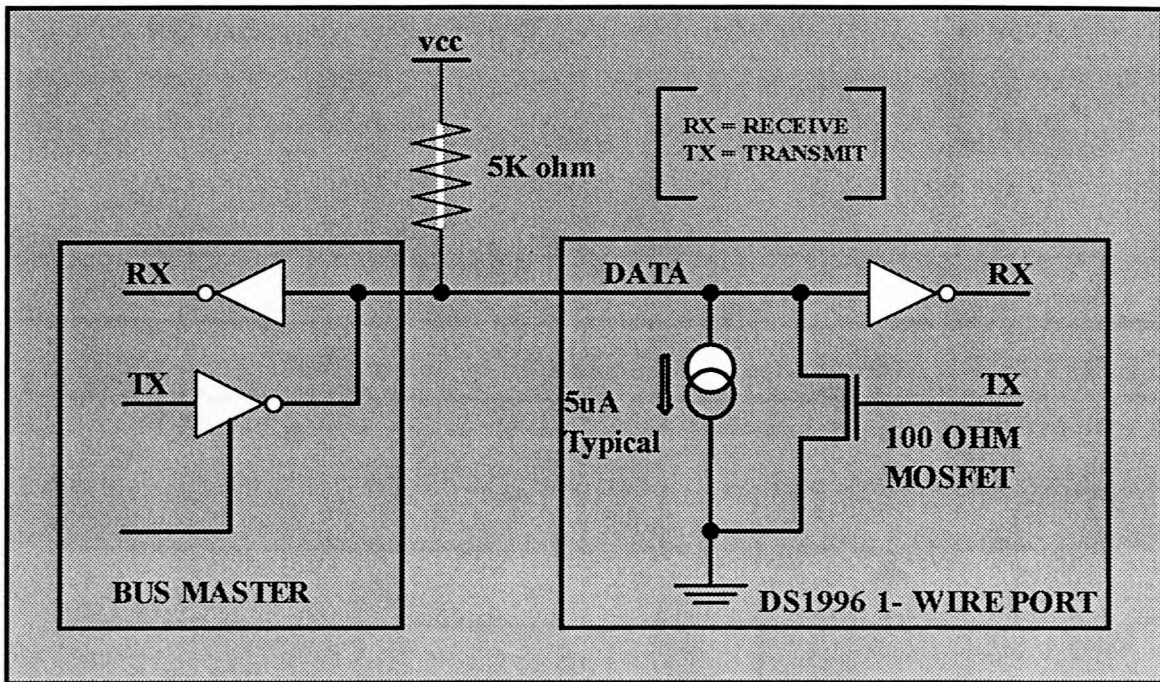 vcc
5K ohm
RX = RECEIVE
TX = TRANSMIT
RX
TX
BUS MASTER
DATA
RX
5uA
Typical
TX
100 OHM
MOSFET
DS1996 1- WIRE PORT